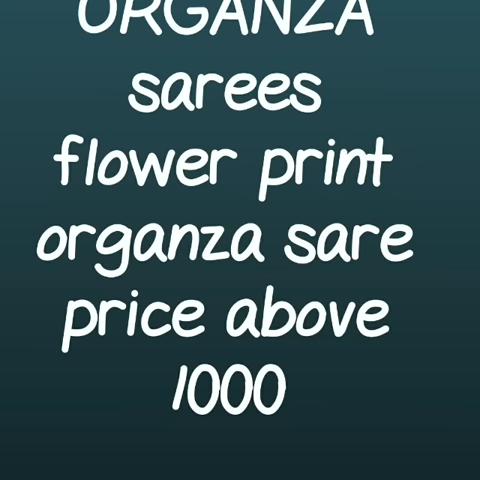 ORGANZA
sarees
flower print
organza sare
price above
1000